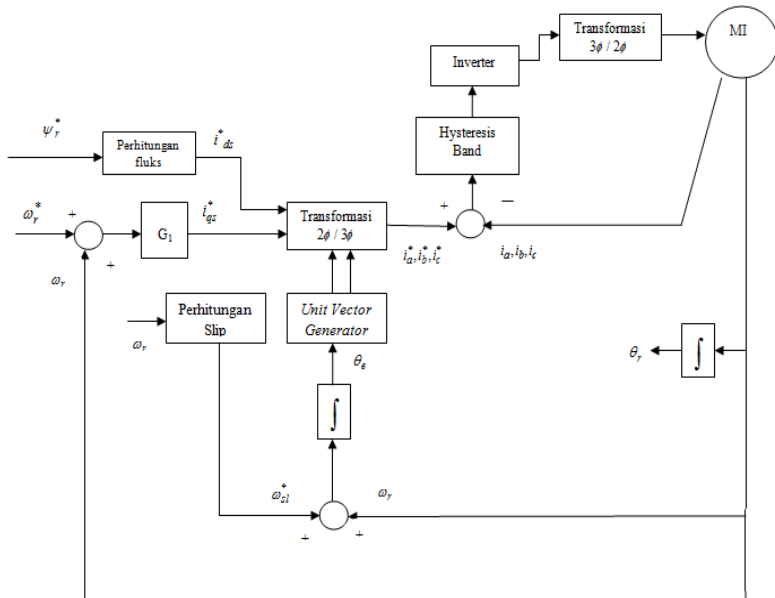 Transformasi
3ϕ / 2ϕ
MI
Inverter
Hysteresis
Band
ψ*r
Perhitungan
fluks
i*ds
+
−
ω*r
+
G1
i*qs
Transformasi
2ϕ / 3ϕ
i*a, i*b, i*c
ia, ib, ic
+
ωr
Perhitungan
Slip
Unit Vector
Generator
ωr
θe
∫
θr
∫
ω*sl
ωr
+
+